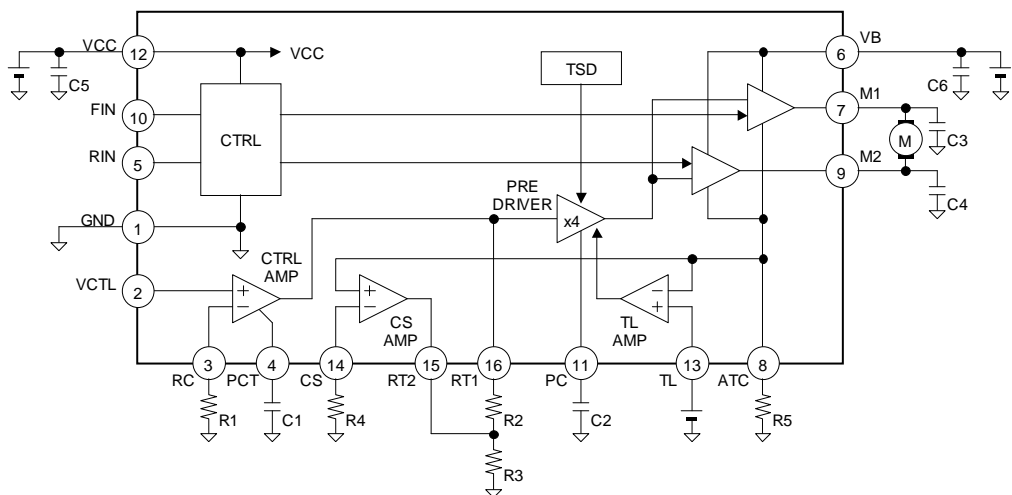 VCC
12
VCC
C5
FIN
10
RIN
5
CTRL
GND
1
VCTL
2
TSD
VB
6
C6
M1
7
M
C3
M2
9
C4
PRE
DRIVER
x4
CTRL
AMP
+
−
+
−
CS
AMP
−
+
TL
AMP
3
4
14
15
16
11
13
8
RC
PCT
CS
RT2
RT1
PC
TL
ATC
R1
C1
R4
R2
C2
R5
R3